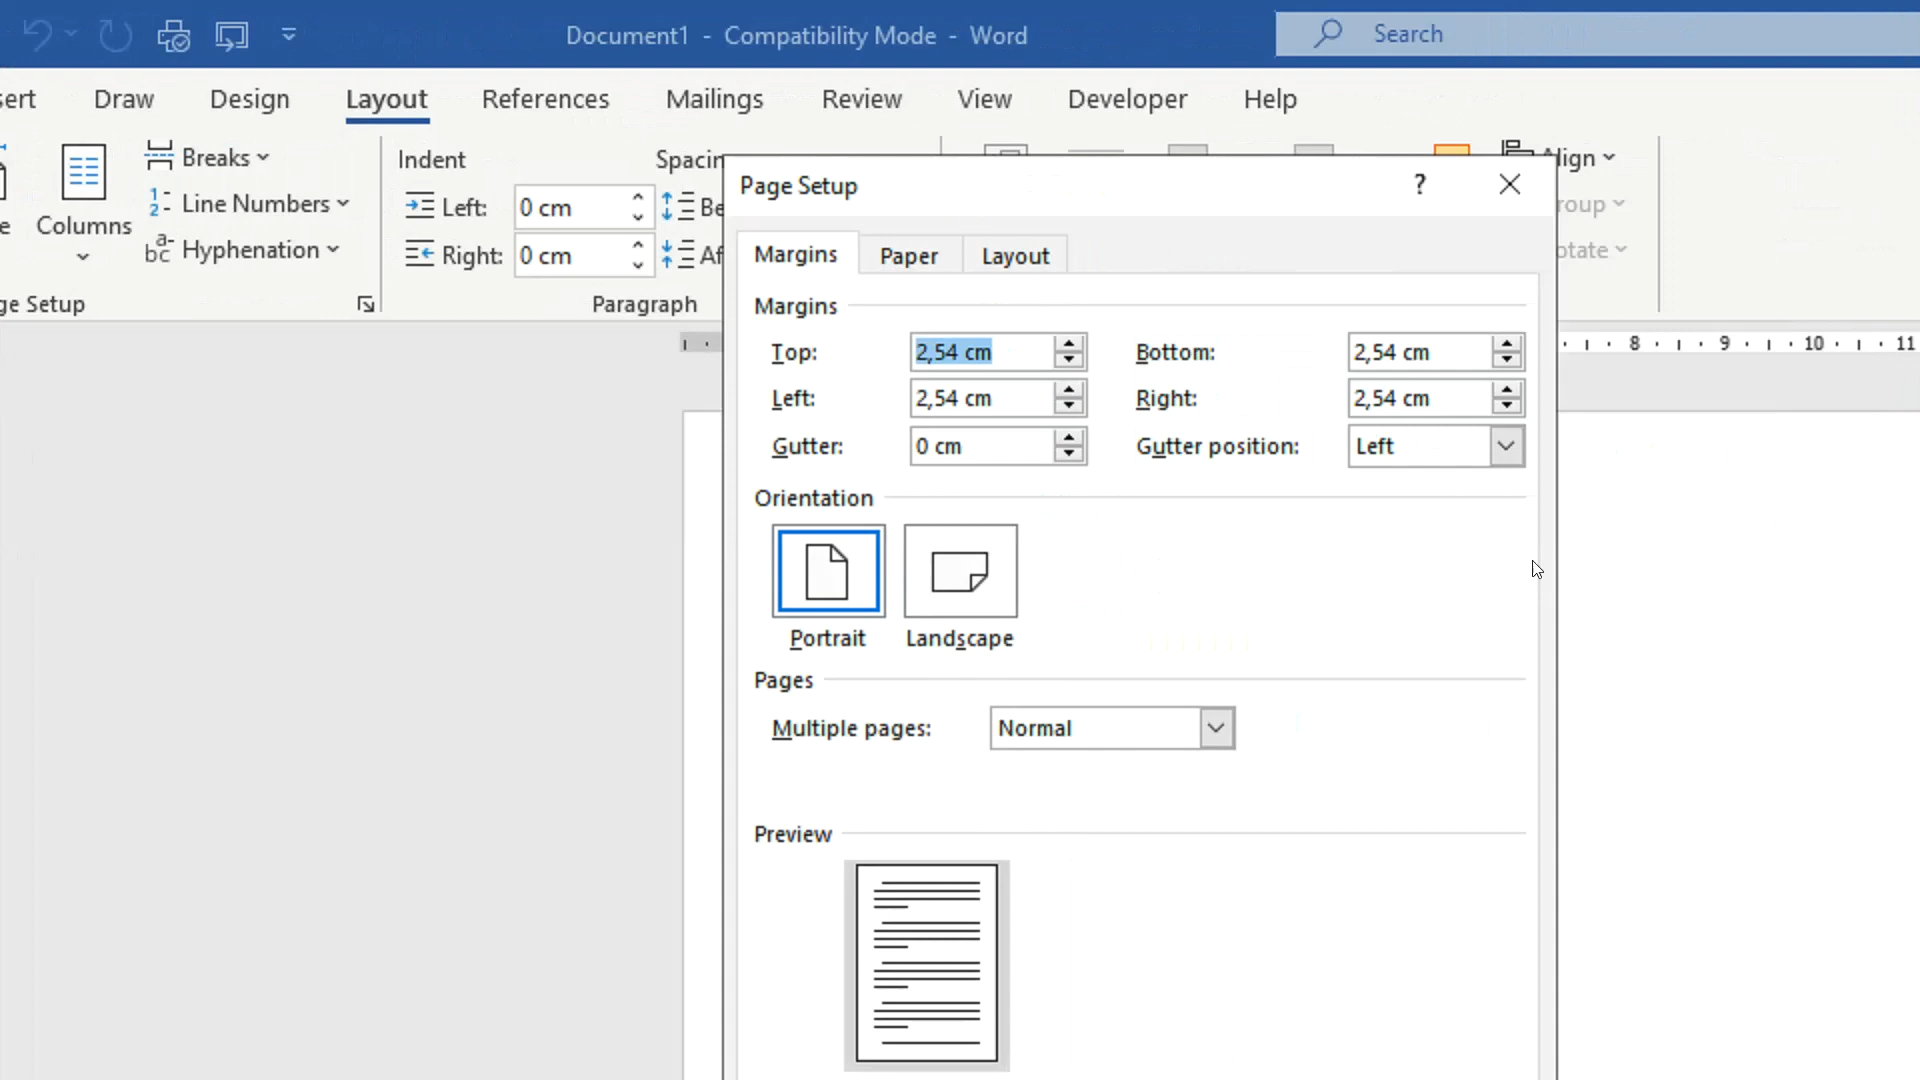 Document1 - Compatibility Mode - Word
Search
Draw Design Layout References Mailings Review View Developer Help
Breaks
Line Numbers
Columns
Hyphenation
Indent
Left: 0 cm
Right: 0 cm
Paragraph
Page Setup
Margins Paper Layout
Margins
Top: 2,54 cm Bottom: 2,54 cm
Left: 2,54 cm Right: 2,54 cm
Gutter: 0 cm Gutter position: Left
Orientation
Portrait Landscape
Pages
Multiple pages: Normal
Preview
8 9 10 11